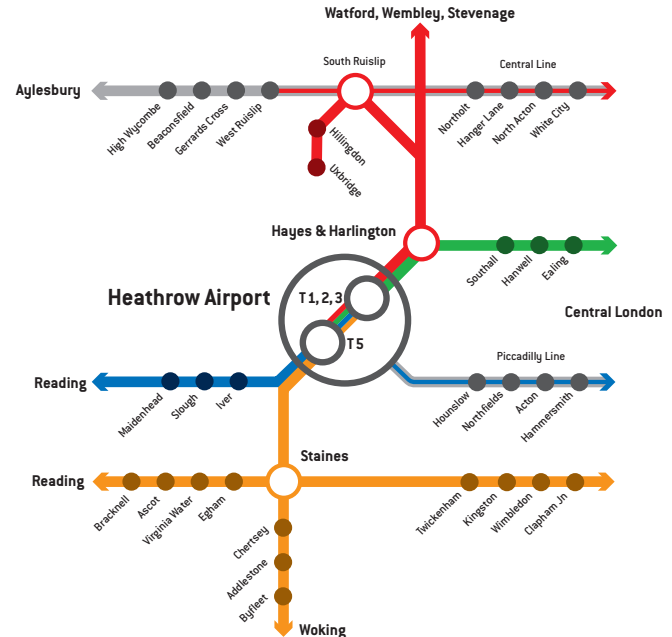 Watford, Wembley, Stevenage
South Ruislip
Central Line
Aylesbury
High Wycombe
Beaconsfield
Gerrards Cross
West Ruislip
Northolt
Hanger Lane
North Acton
White City
Hillingdon
Uxbridge
Hayes & Harlington
Southall
Hanwell
Ealing
Heathrow Airport
T 1, 2, 3
Central London
T 5
Piccadilly Line
Reading
Maidenhead
Slough
Iver
Hounslow
Northfields
Acton
Hammersmith
Staines
Reading
Bracknell
Ascot
Virginia Water
Egham
Twickenham
Kingston
Wimbledon
Clapham Jn
Chertsey
Addlestone
Byfleet
Woking